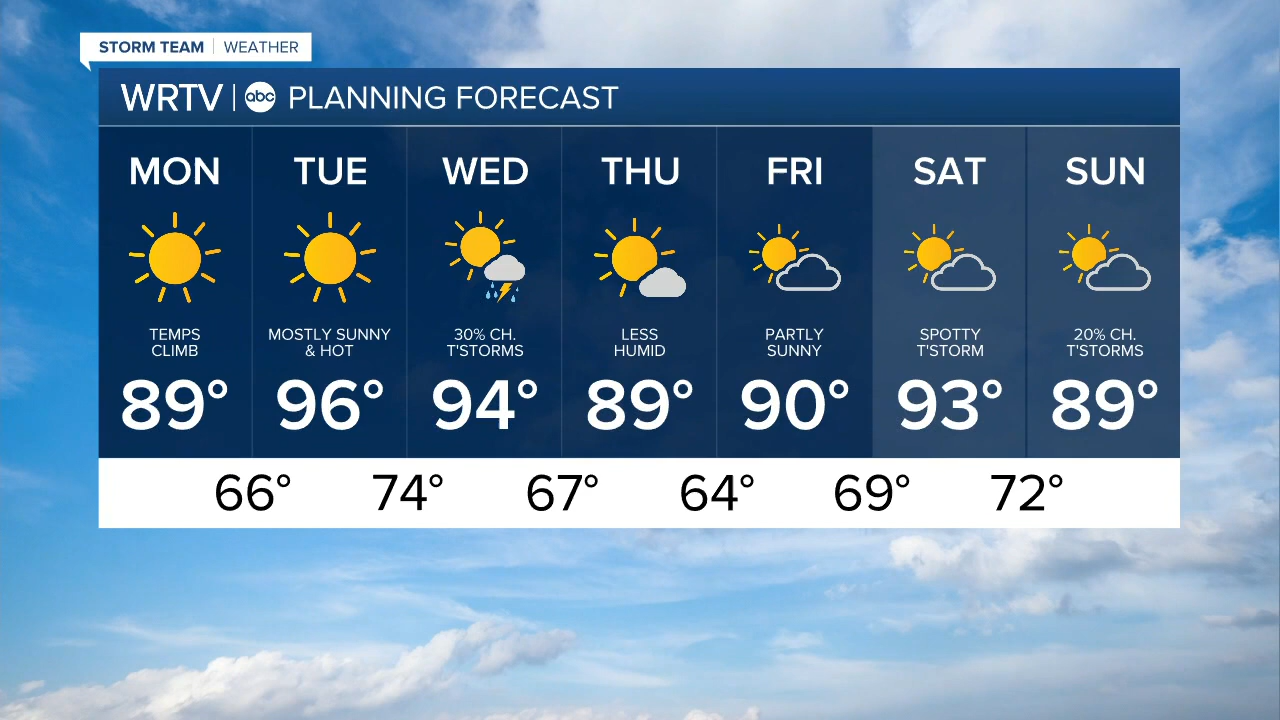 STORM TEAM | WEATHER
WRTV | abc PLANNING FORECAST
MON TUE WED THU FRI SAT SUN
TEMPS MOSTLY SUNNY 30% CH. LESS PARTLY SPOTTY 20% CH.
CLIMB & HOT T'STORMS HUMID SUNNY T'STORM T'STORMS
89° 96° 94° 89° 90° 93° 89°
66° 74° 67° 64° 69° 72°